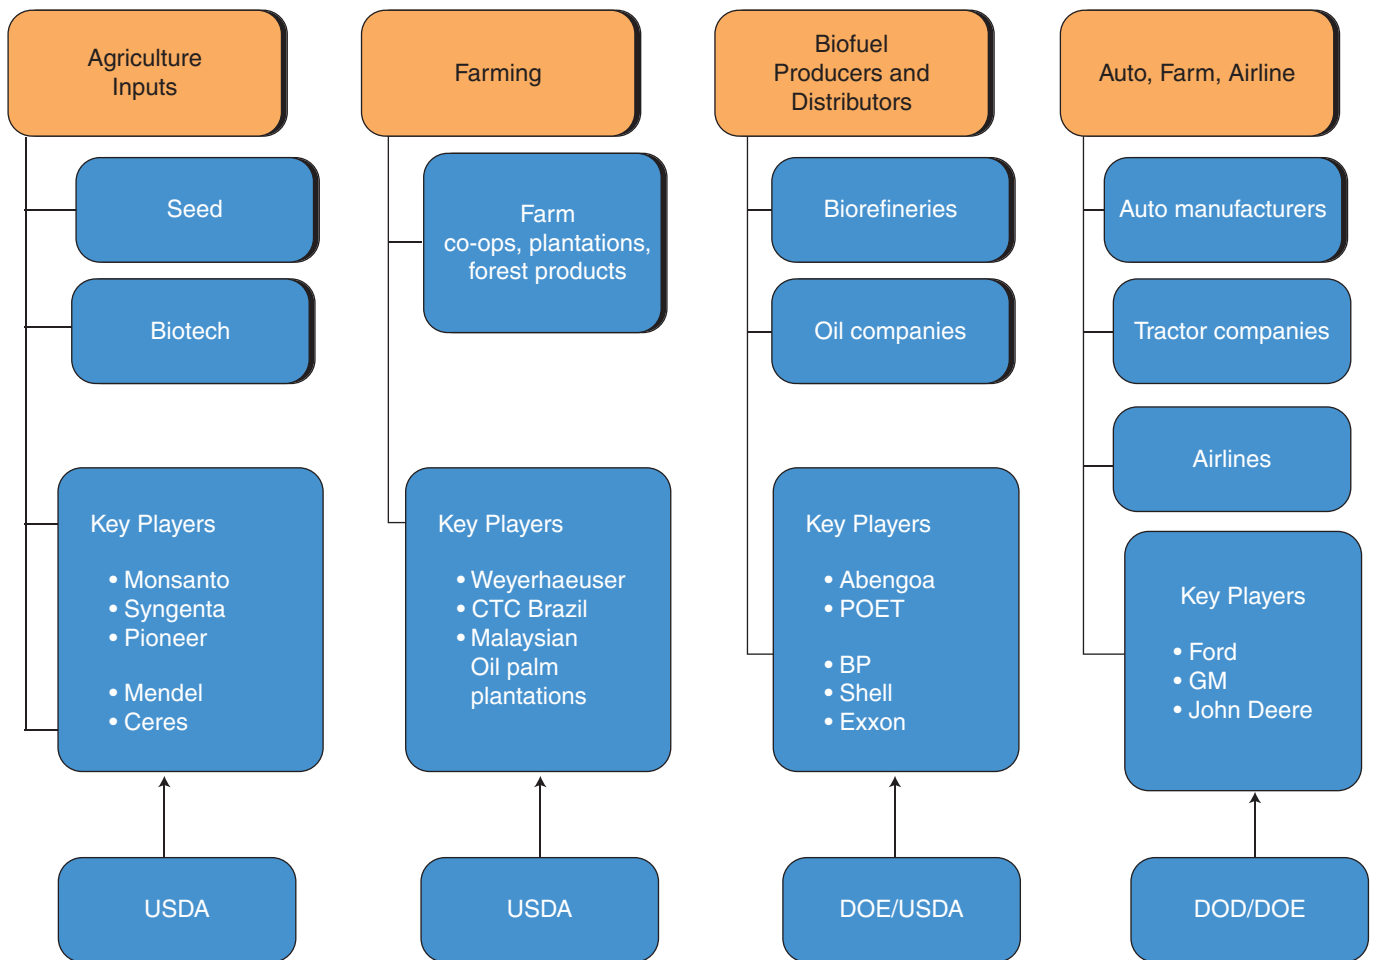 Agriculture
Inputs
Seed
Biotech
Key Players
• Monsanto
• Syngenta
• Pioneer
• Mendel
• Ceres
USDA
Farming
Farm
co-ops, plantations,
forest products
Key Players
• Weyerhaeuser
• CTC Brazil
• Malaysian
Oil palm
plantations
USDA
Biofuel
Producers and
Distributors
Biorefineries
Oil companies
Key Players
• Abengoa
• POET
• BP
• Shell
• Exxon
DOE/USDA
Auto, Farm, Airline
Auto manufacturers
Tractor companies
Airlines
Key Players
• Ford
• GM
• John Deere
DOD/DOE